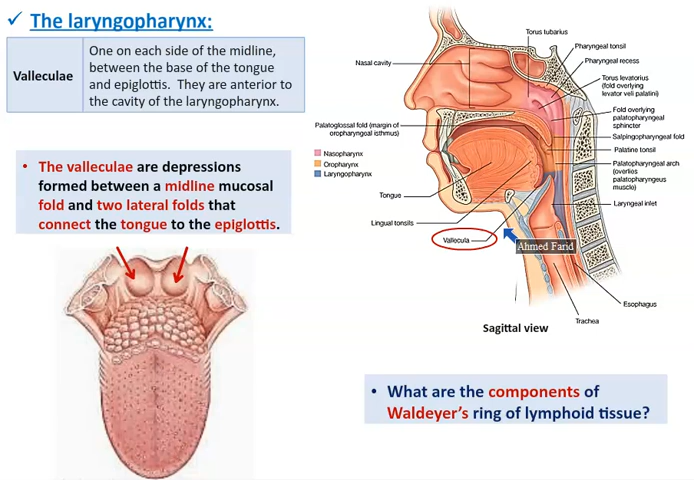 ✓ The laryngopharynx:
Valleculae
One on each side of the midline,
between the base of the tongue
and epiglottis. They are anterior to
the cavity of the laryngopharynx.
• The valleculae are depressions
formed between a midline mucosal
fold and two lateral folds that
connect the tongue to the epiglottis.
Torus tubarius
Pharyngeal tonsil
Nasal cavity
Pharyngeal recess
Torus levatorius
(fold overlying
levator veli palatini)
Fold overlying
palatopharyngeal
sphincter
Platoglossal fold (margin of
oropharyngeal isthmus)
Salpingopharyngeal fold
Palatine tonsil
Nasopharynx
Oropharynx
Laryngopharynx
Palatopharyngeal arch
(overlies
palatopharyngeus
muscle)
Tongue
Laryngeal inlet
Lingual tonsils
Vallecula
Ahmed Farid
Esophagus
Trachea
Sagittal view
• What are the components of
Waldeyer's ring of lymphoid tissue?